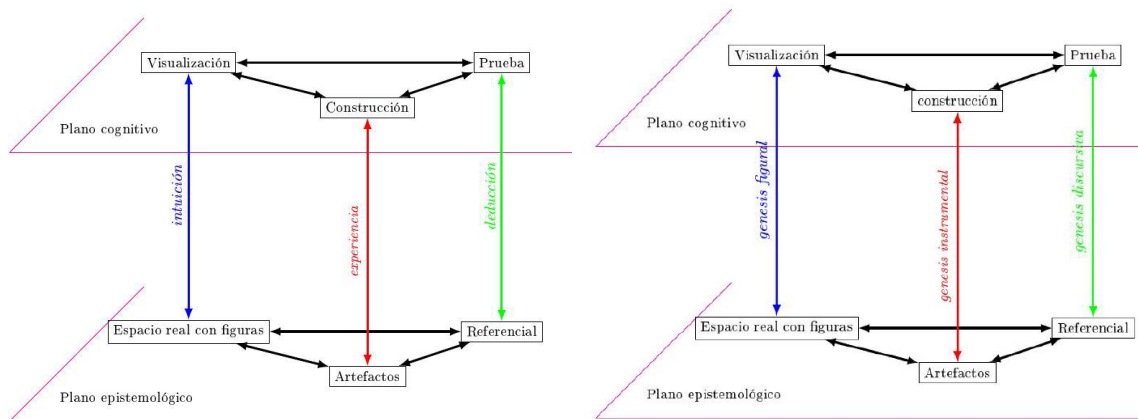 Visualización
Prueba
Construcción
Plano cognitivo
intuición
experiencia
deducción
Espacio real con figuras
Referencial
Artefactos
Plano epistemológico
Visualización
Prueba
construcción
Plano cognitivo
genesis figural
genesis instrumental
genesis discursiva
Espacio real con figuras
Referencial
Artefactos
Plano epistemológico